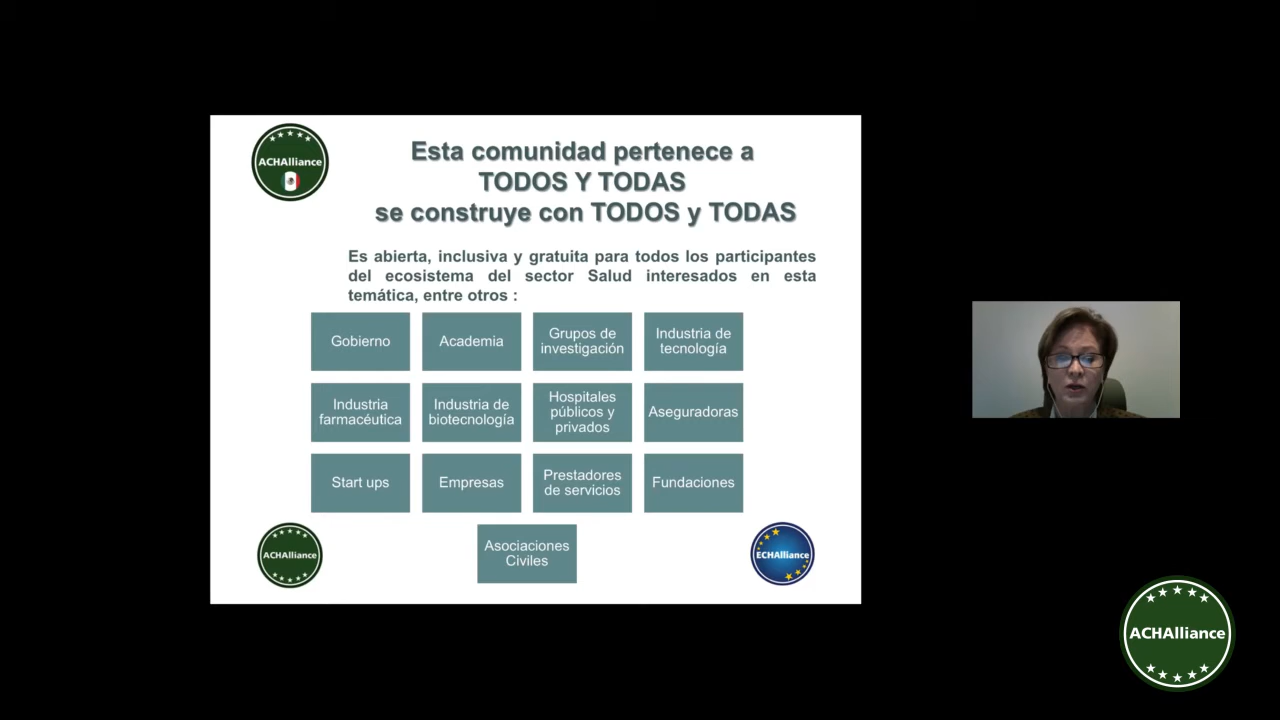 ACHAlliance
Esta comunidad pertenece a
TODOS Y TODAS
se construye con TODOS y TODAS
Es abierta, inclusiva y gratuita para todos los participantes
del ecosistema del sector Salud interesados en esta
temática, entre otros :
Gobierno
Academia
Grupos de
investigación
Industria de
tecnología
Industria
farmacéutica
Industria de
biotecnología
Hospitales
públicos y
privados
Aseguradoras
Start ups
Empresas
Prestadores
de servicios
Fundaciones
ACHAlliance
Asociaciones
Civiles
ECHAlliance
ACHAlliance